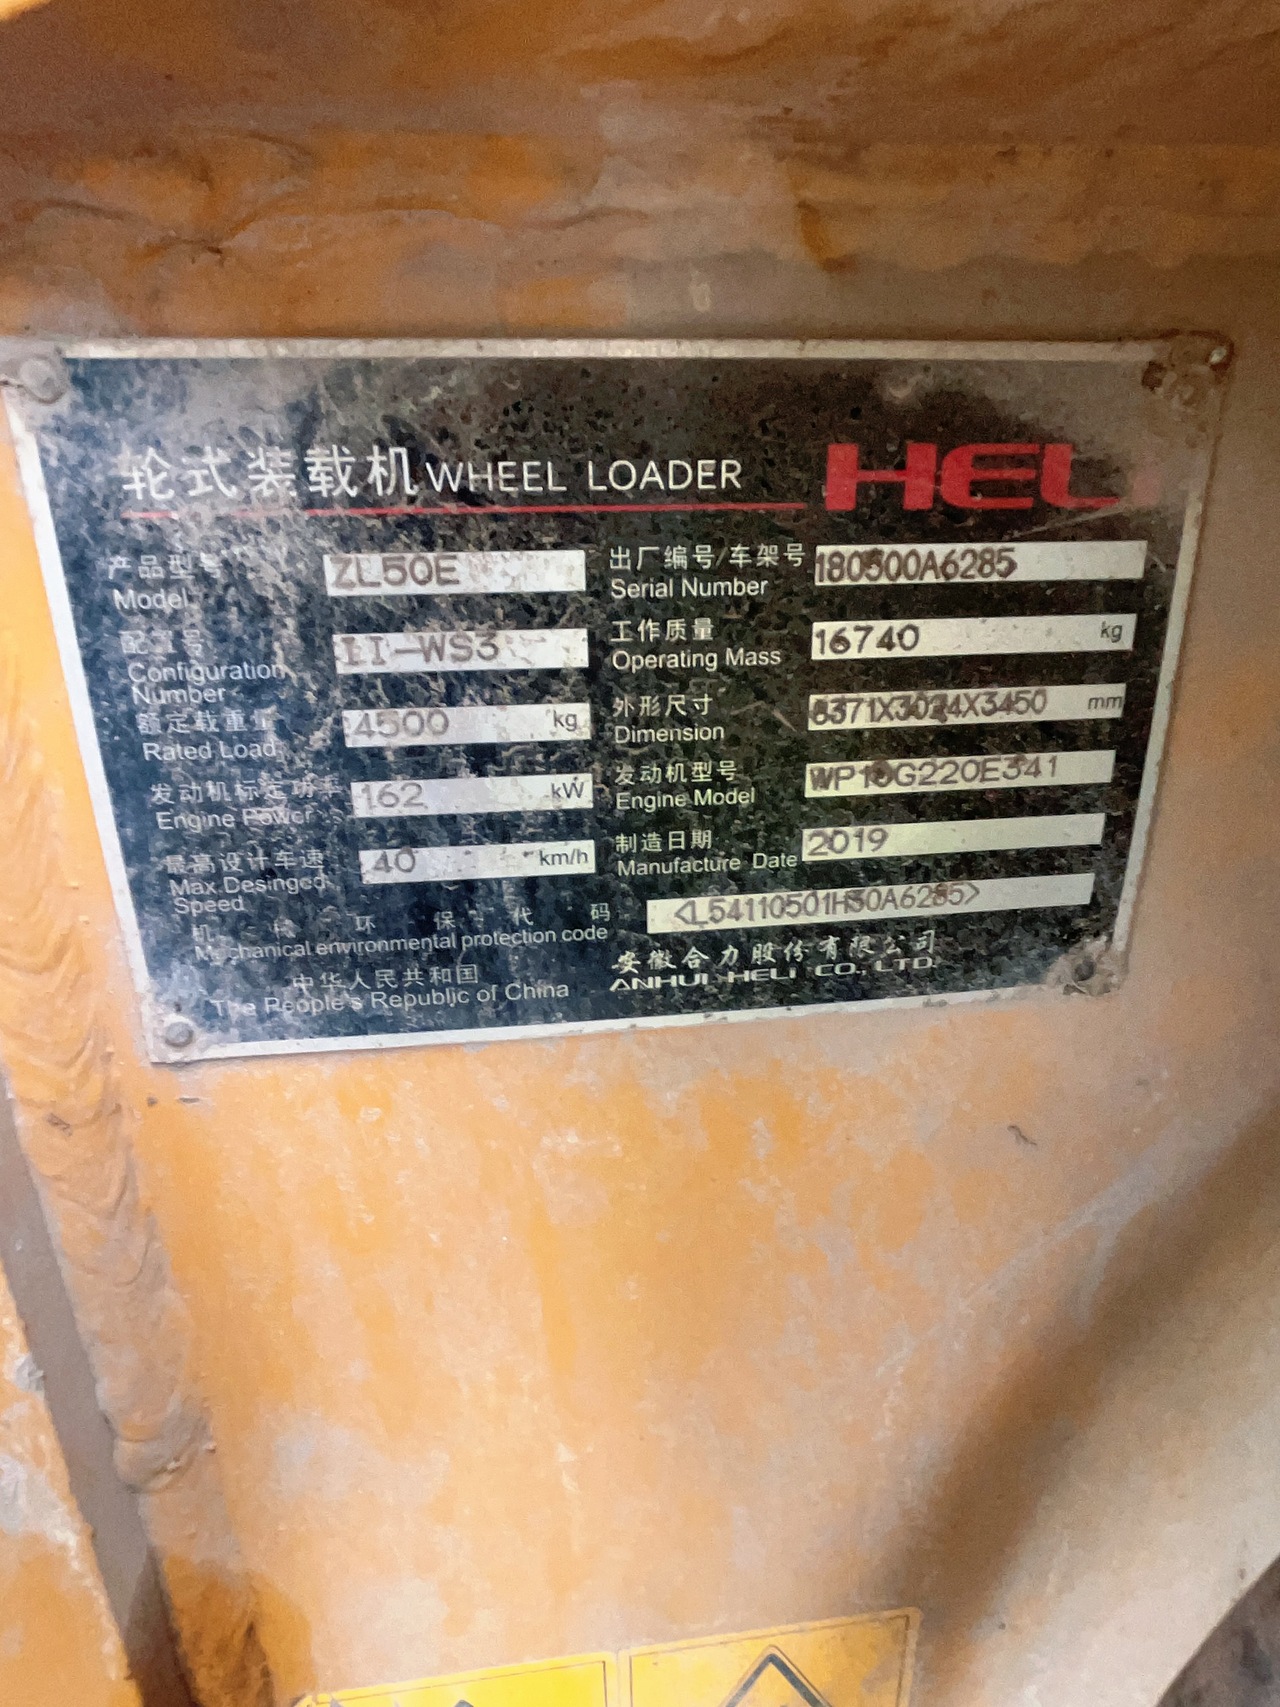 轮式装载机 WHEEL LOADER HELI
产品型号 ZL50E
Model
出厂编号/车架号 180500A6285
Serial Number
配置号 II-WS3
Configuration
Number
工作质量 16740 kg
Operating Mass
额定载重量 4500 kg
Rated Load
外形尺寸 8371X3024X3450 mm
Dimension
发动机标定功率 162 kW
Engine Power
发动机型号 WP10G220E341
Engine Model
最高设计车速 40 km/h
Max.Desinged
Speed
制造日期 2019
Manufacture Date
机械环保代码 <L54110501H50A6285>
Mechanical environmental protection code
中华人民共和国
The People's Republic of China
安徽合力股份有限公司
ANHUI HELI CO., LTD.